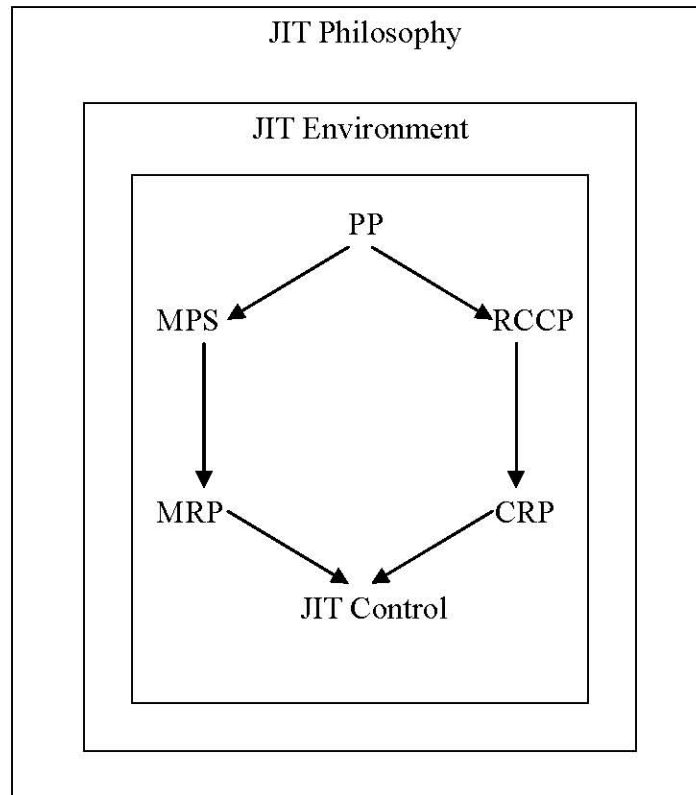 JIT Philosophy
JIT Environment
PP
MPS RCCP
MRP CRP
JIT Control